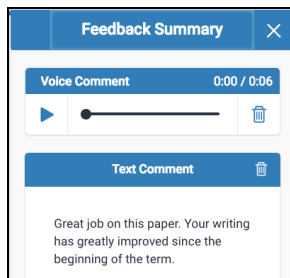 Feedback Summary
Voice Comment 0:00 / 0:06
Text Comment
Great job on this paper. Your writing
has greatly improved since the
beginning of the term.